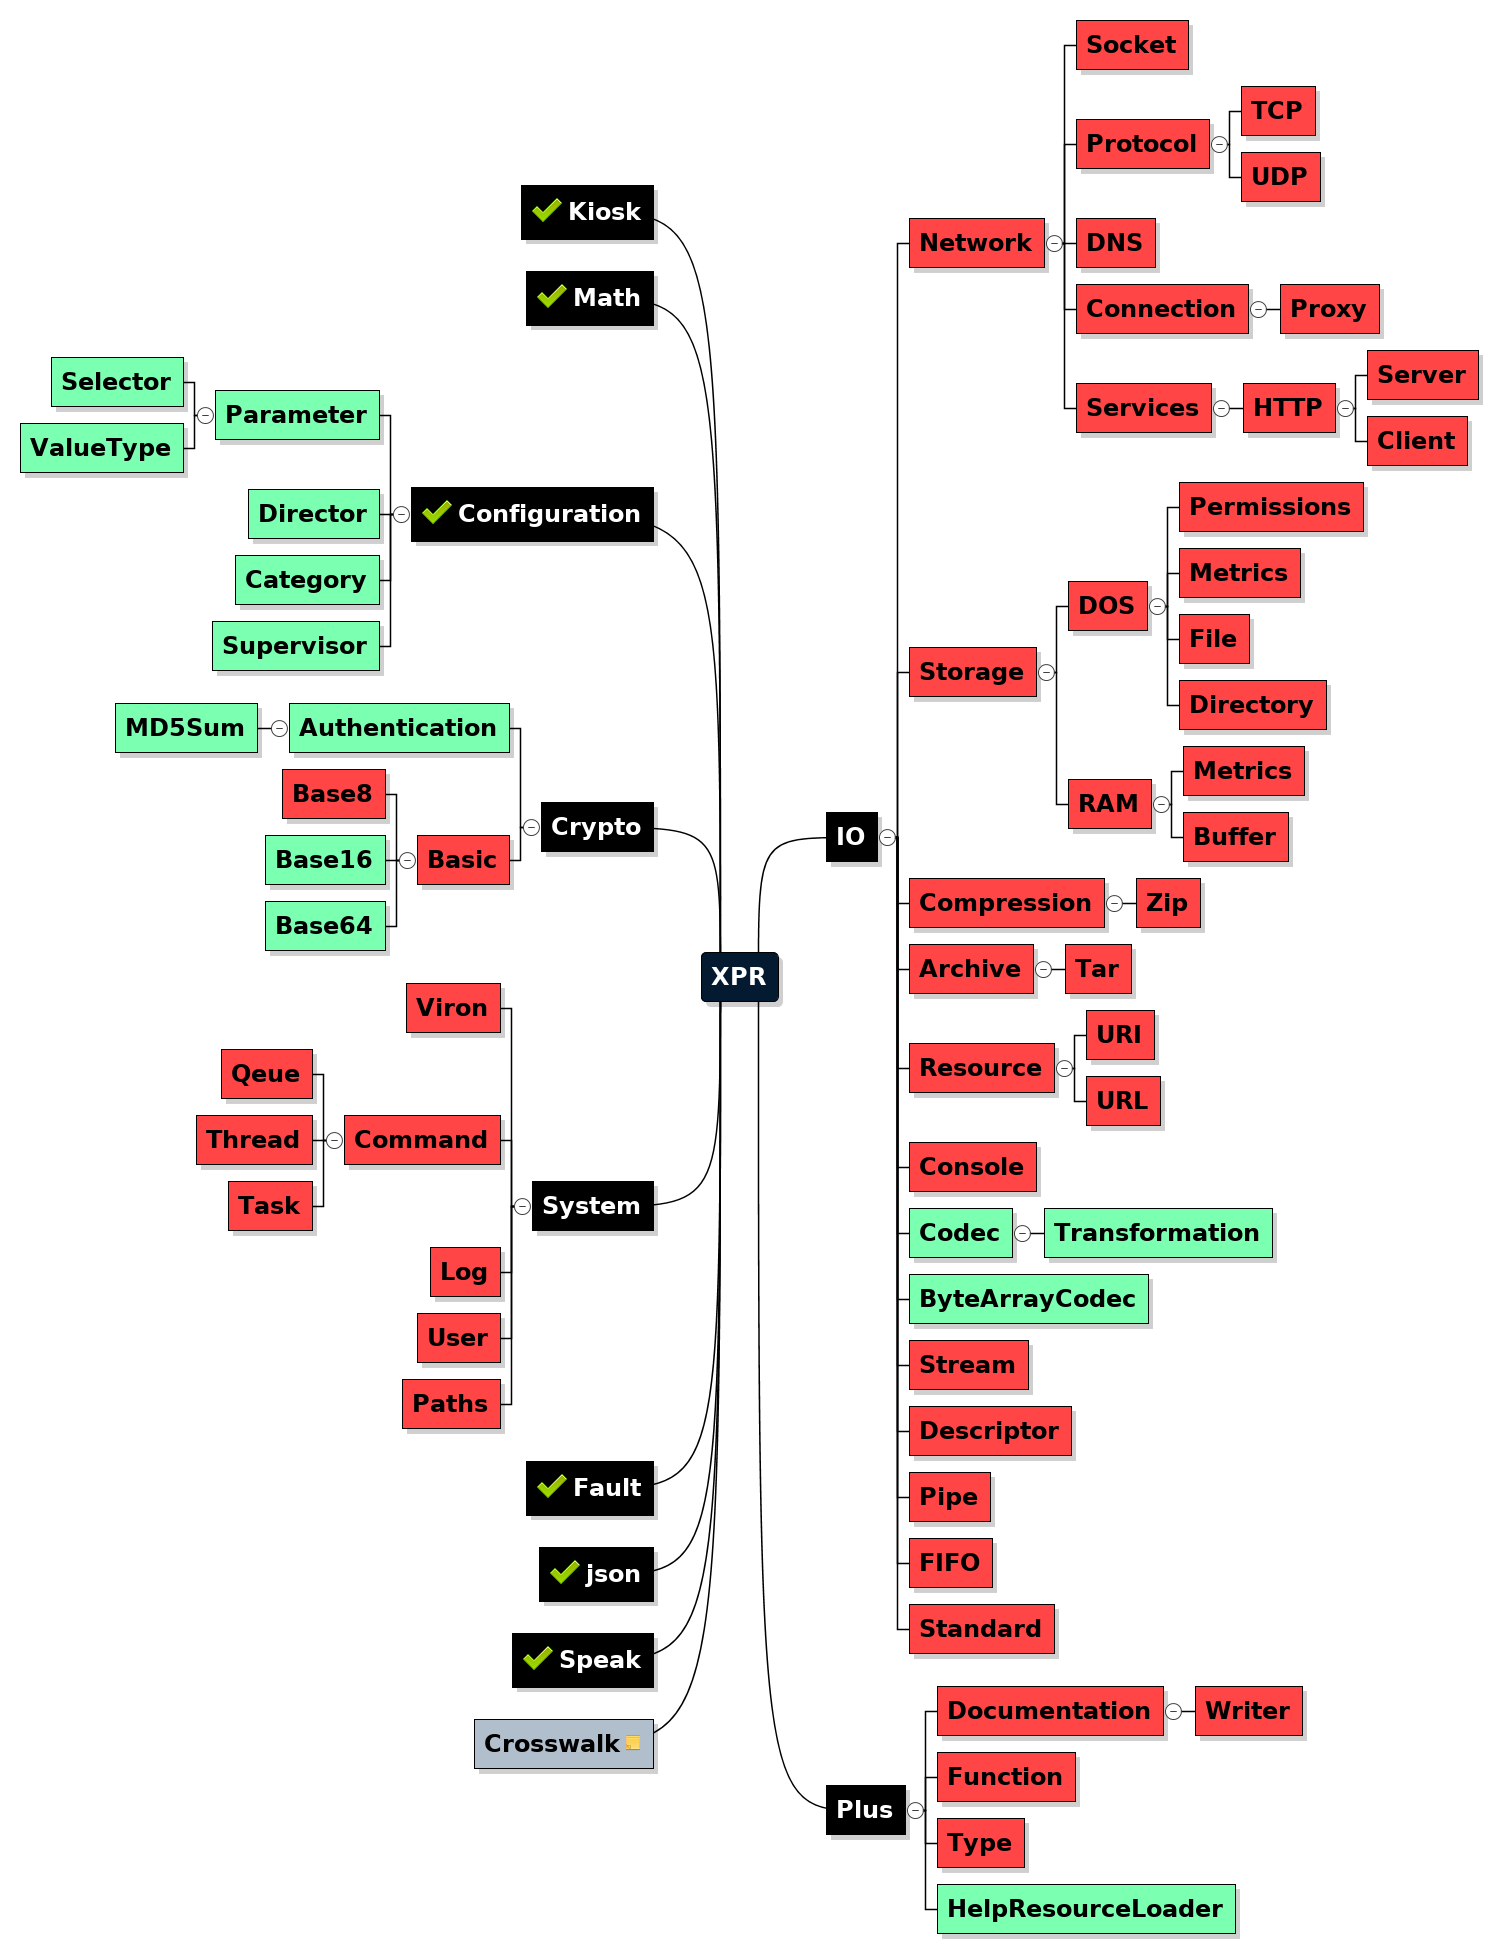 Kiosk
Math
Selector
Parameter
ValueType
Director
Configuration
Category
Supervisor
MD5Sum
Authentication
Base8
Crypto
Base16
Basic
Base64
XPR
Viron
Qeue
Thread
Command
Task
System
Log
User
Paths
Fault
json
Speak
Crosswalk
Socket
TCP
Protocol
UDP
Network
DNS
Connection
Proxy
Server
Services
HTTP
Client
Permissions
Metrics
DOS
File
Storage
Directory
Metrics
RAM
Buffer
IO
Compression
Zip
Archive
Tar
URI
Resource
URL
Console
Codec
Transformation
ByteArrayCodec
Stream
Descriptor
Pipe
FIFO
Standard
Documentation
Writer
Function
Plus
Type
HelpResourceLoader